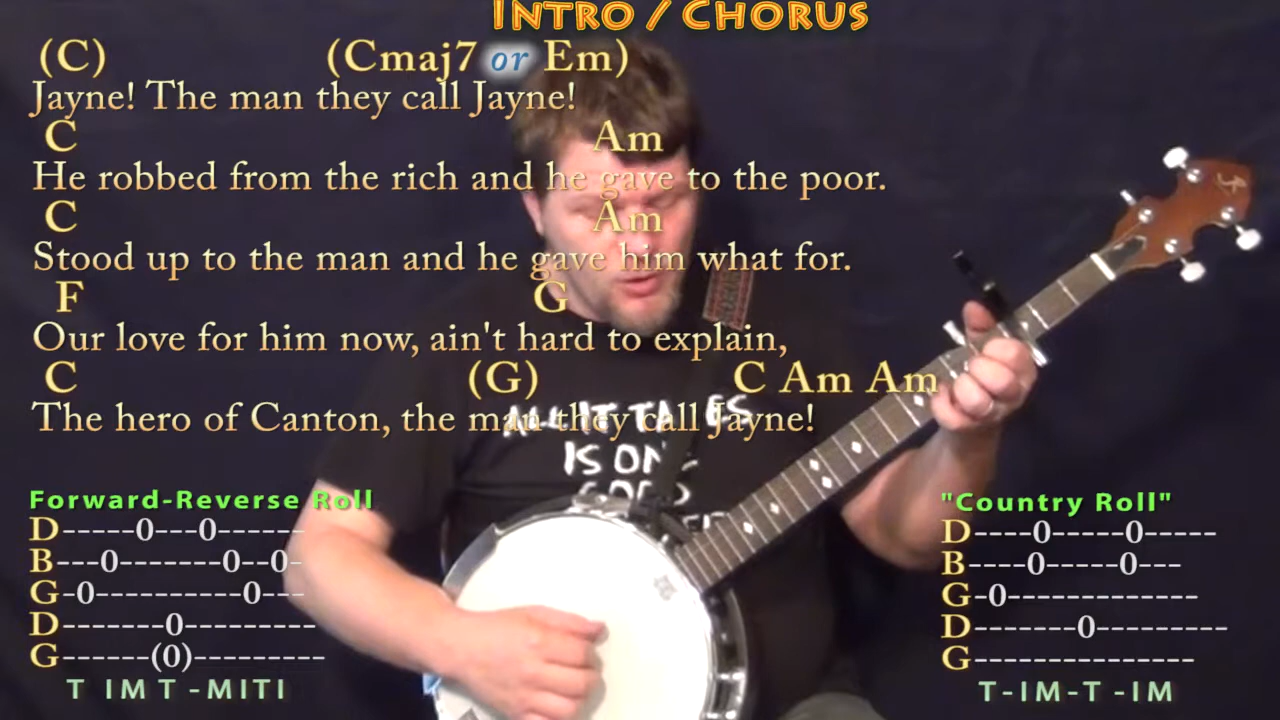 INTRO / CHORUS
(C) (Cmaj7 or Em)
Jayne! The man they call Jayne!
C Am
He robbed from the rich and he gave to the poor.
C Am
Stood up to the man and he gave him what for.
F G
Our love for him now, ain't hard to explain,
C (G) C Am Am
The hero of Canton, the man they call Jayne!
IS ON
Forward-Reverse Roll
D-----0---0------
B---0-------0--0-
G-0----------0---
D-------0---------
G------(0)---------
T IM T -MITI
"Country Roll"
D----0-----0-----
B----0-----0---
G-0-------------
D-------0---------
G---------------
T-IM-T -IM